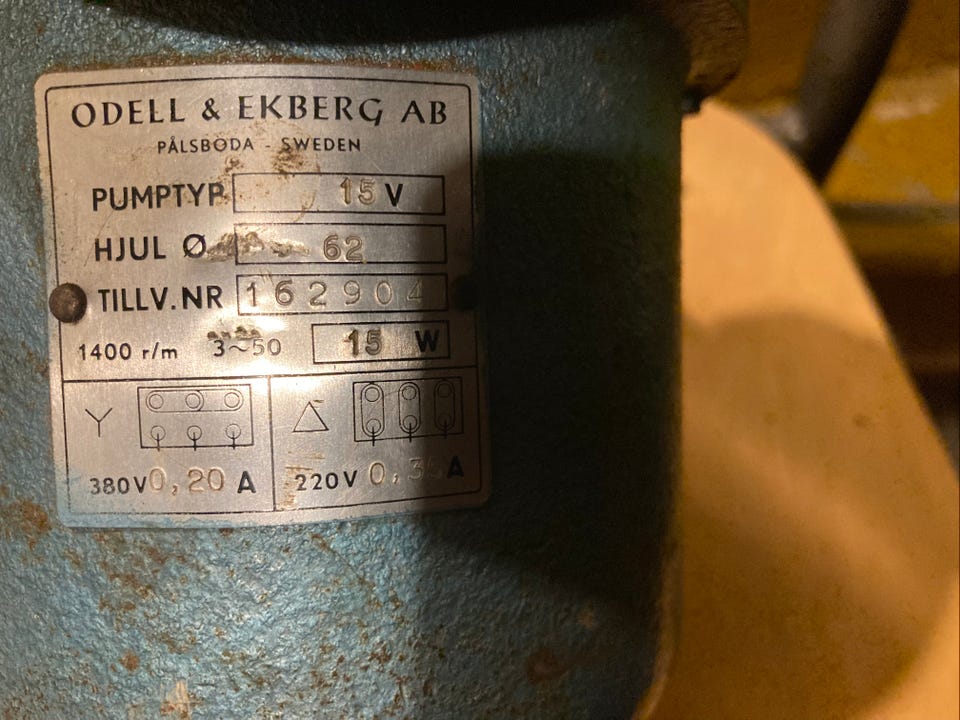 ODELL & EKBERG AB
PÅLSBODA - SWEDEN
PUMPTYP 15 V
HJUL Ø 62
TILLV.NR 162904
1400 r/m 3~50 15 W
Y Δ
380V 0,20 A 220V A